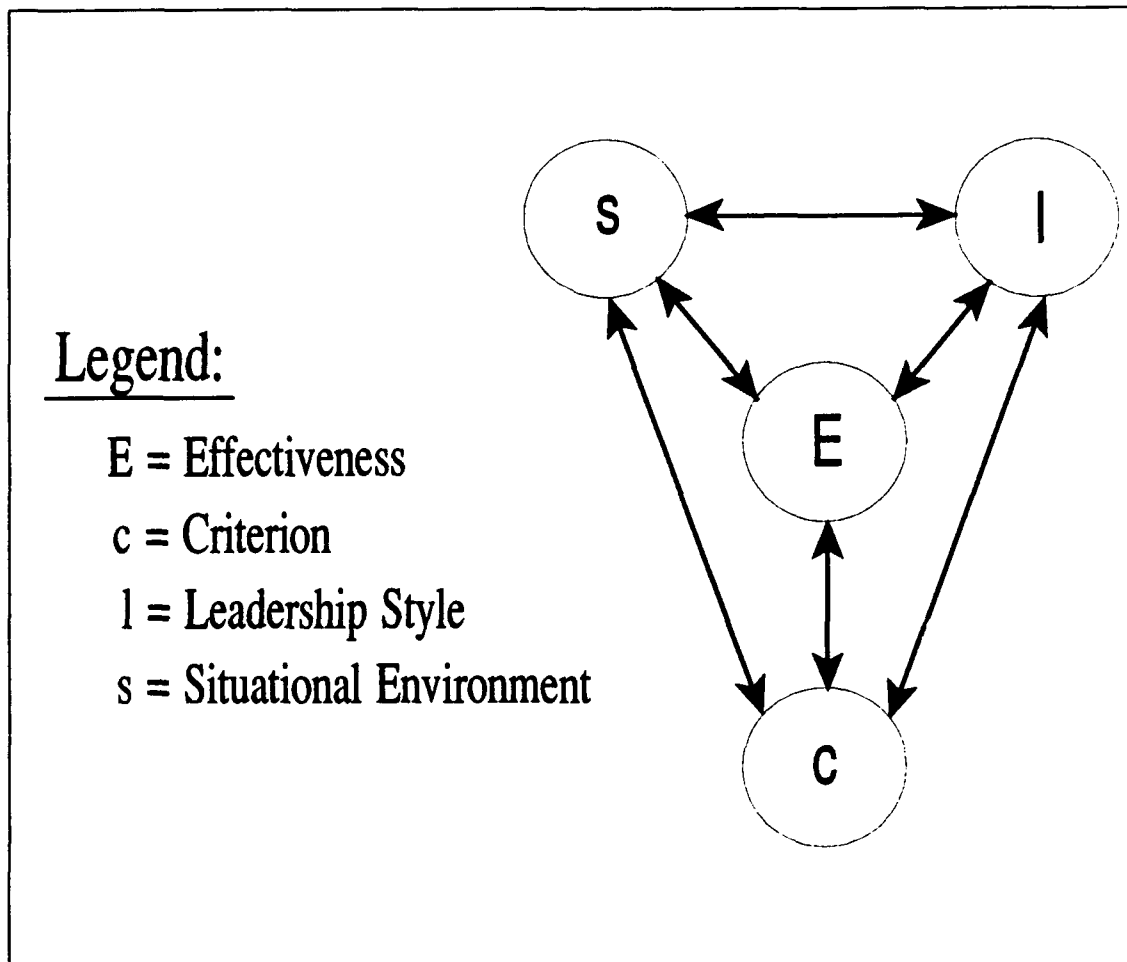 s
l
Legend:
E
E = Effectiveness
c = Criterion
l = Leadership Style
s = Situational Environment
c